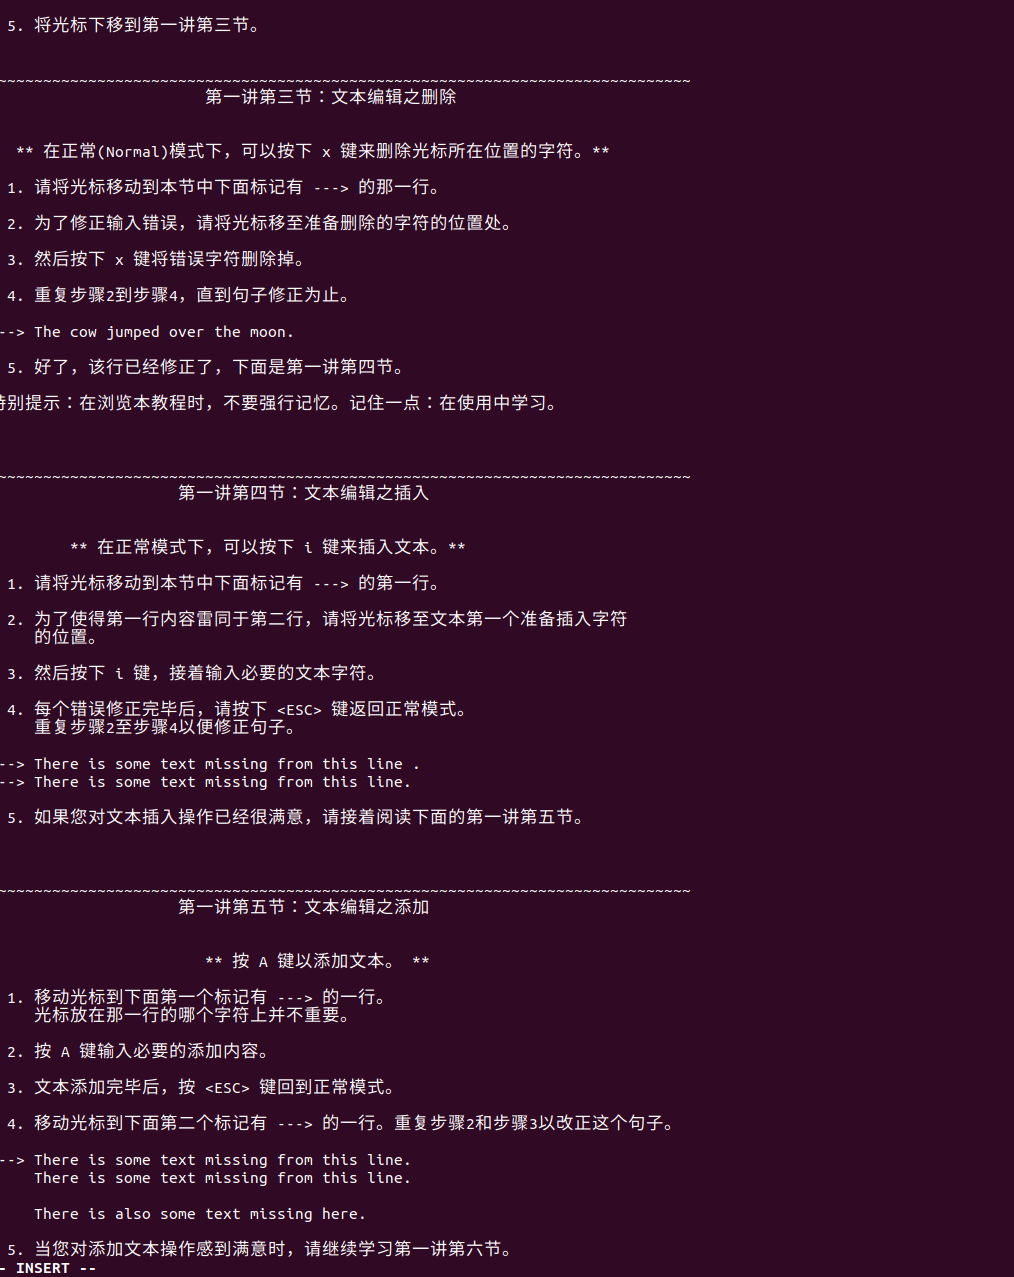 5. 将光标下移到第一讲第三节。
~~~~~~~~~~~~~~~~~~~~~~~~~~~~~~~~~~~~~~~~~~~~~~~~~~~~~~~~~~~~~~~~~~~~~~~~~~~~~
第一讲第三节：文本编辑之删除
** 在正常(Normal)模式下，可以按下 x 键来删除光标所在位置的字符。**
1. 请将光标移动到本节中下面标记有 ---> 的那一行。
2. 为了修正输入错误，请将光标移至准备删除的字符的位置处。
3. 然后按下 x 键将错误字符删除掉。
4. 重复步骤2到步骤4，直到句子修正为止。
--> The cow jumped over the moon.
5. 好了，该行已经修正了，下面是第一讲第四节。
特别提示：在浏览本教程时，不要强行记忆。记住一点：在使用中学习。
~~~~~~~~~~~~~~~~~~~~~~~~~~~~~~~~~~~~~~~~~~~~~~~~~~~~~~~~~~~~~~~~~~~~~~~~~~~~~
第一讲第四节：文本编辑之插入
** 在正常模式下，可以按下 i 键来插入文本。**
1. 请将光标移动到本节中下面标记有 ---> 的第一行。
2. 为了使得第一行内容雷同于第二行，请将光标移至文本第一个准备插入字符
的位置。
3. 然后按下 i 键，接着输入必要的文本字符。
4. 每个错误修正完毕后，请按下 <ESC> 键返回正常模式。
重复步骤2至步骤4以便修正句子。
--> There is some text missing from this line .
--> There is some text missing from this line.
5. 如果您对文本插入操作已经很满意，请接着阅读下面的第一讲第五节。
~~~~~~~~~~~~~~~~~~~~~~~~~~~~~~~~~~~~~~~~~~~~~~~~~~~~~~~~~~~~~~~~~~~~~~~~~~~~~
第一讲第五节：文本编辑之添加
** 按 A 键以添加文本。 **
1. 移动光标到下面第一个标记有 ---> 的一行。
光标放在那一行的哪个字符上并不重要。
2. 按 A 键输入必要的添加内容。
3. 文本添加完毕后，按 <ESC> 键回到正常模式。
4. 移动光标到下面第二个标记有 ---> 的一行。重复步骤2和步骤3以改正这个句子。
--> There is some text missing from this line.
There is some text missing from this line.
There is also some text missing here.
5. 当您对添加文本操作感到满意时，请继续学习第一讲第六节。
- INSERT --